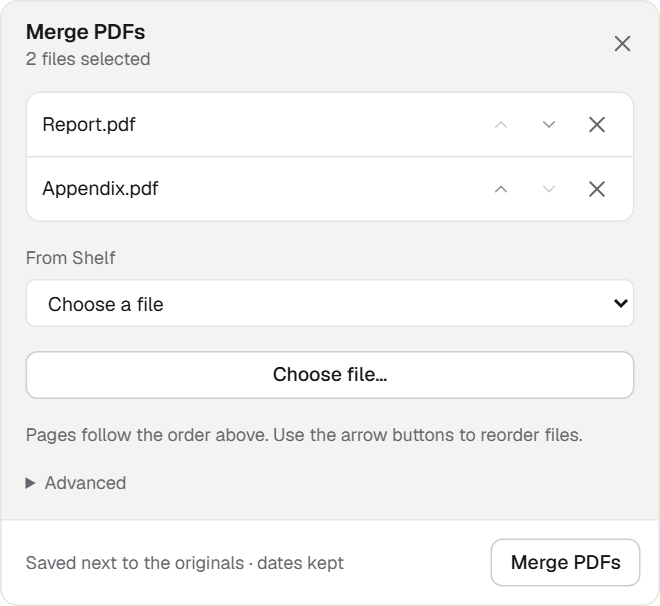 Merge PDFs
2 files selected
Report.pdf
Appendix.pdf
From Shelf
Choose a file
Choose file...
Pages follow the order above. Use the arrow buttons to reorder files.
Advanced
Saved next to the originals · dates kept
Merge PDFs